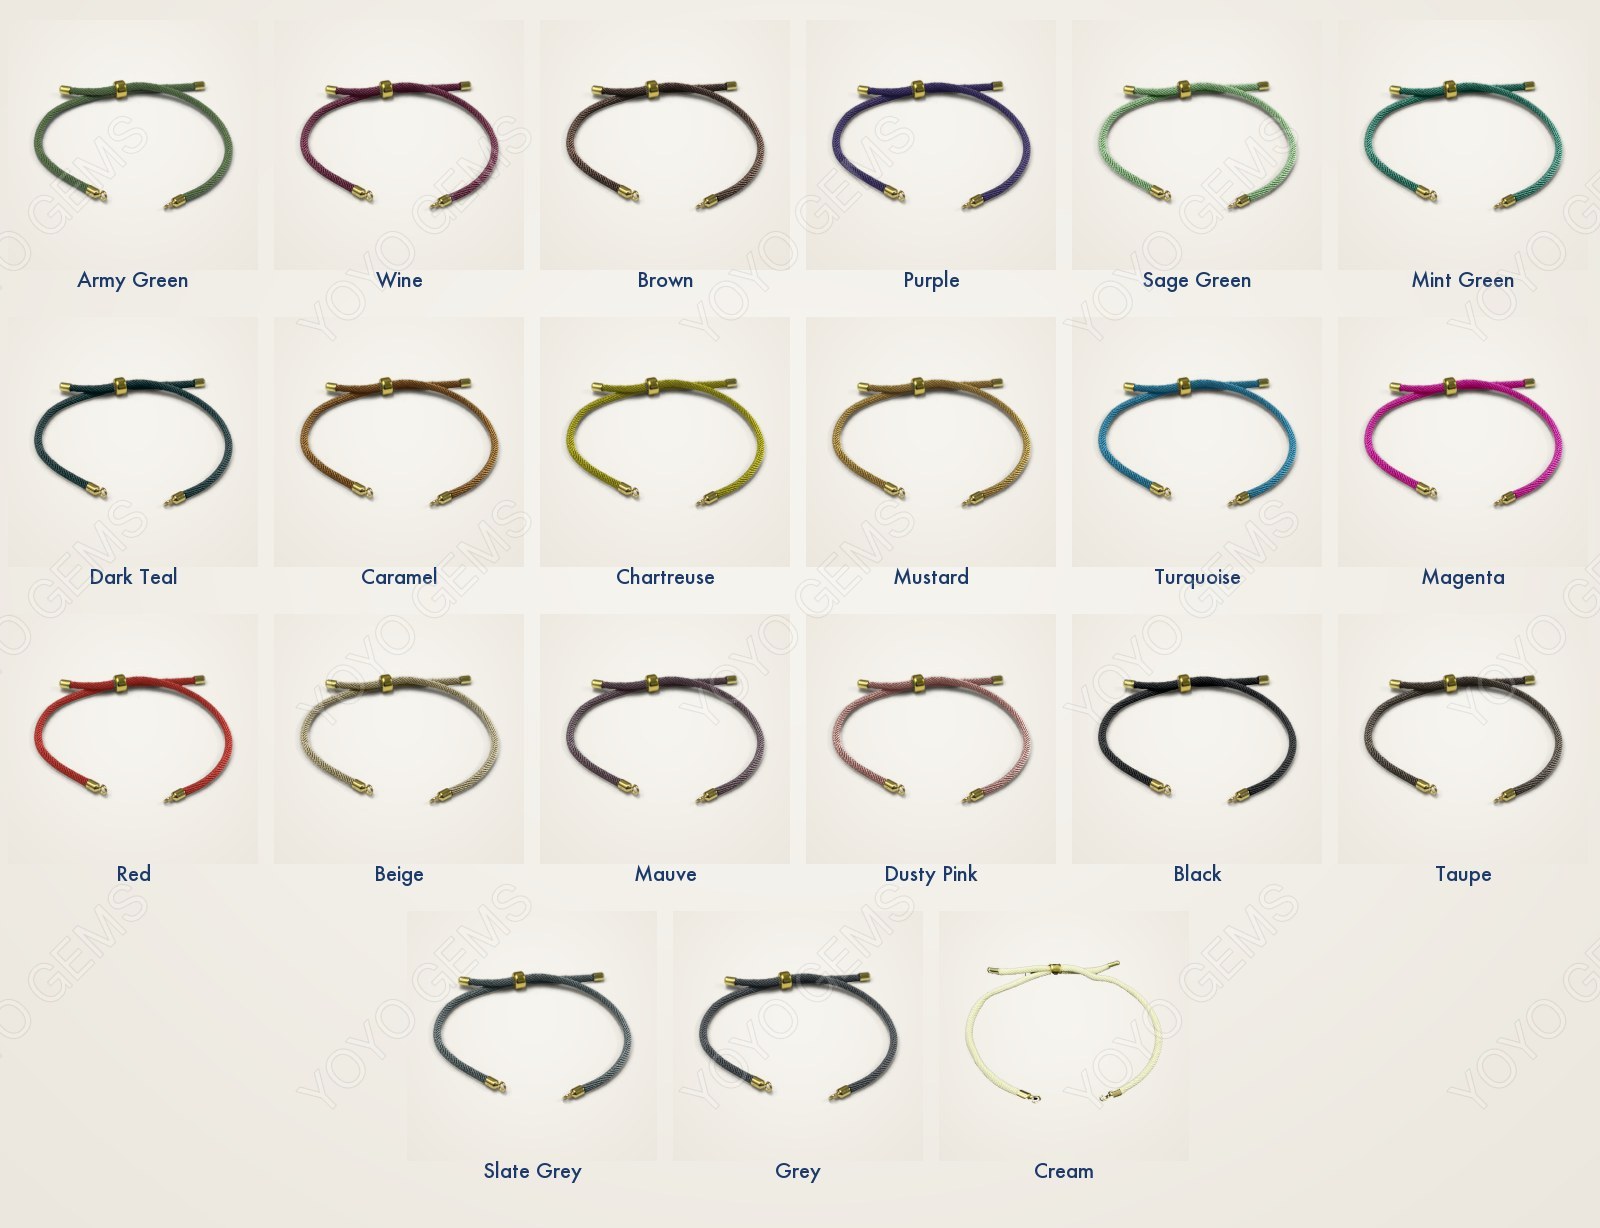 Army Green
Wine
Brown
Purple
Sage Green
Mint Green
Dark Teal
Caramel
Chartreuse
Mustard
Turquoise
Magenta
Red
Beige
Mauve
Dusty Pink
Black
Taupe
Slate Grey
Grey
Cream
YOYO GEMS